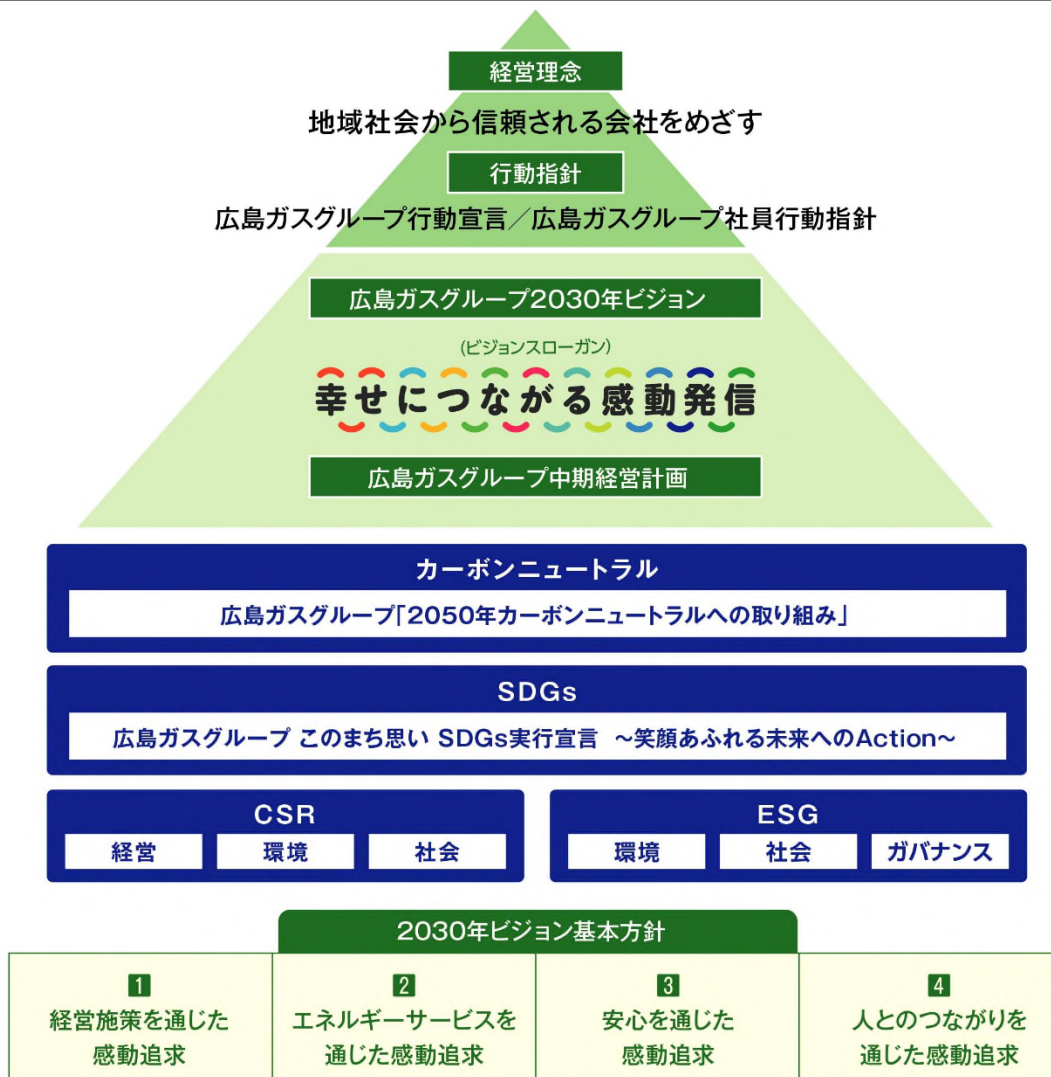 経営理念
地域社会から信頼される会社をめざす
行動指針
広島ガスグループ行動宣言／広島ガスグループ社員行動指針
広島ガスグループ2030年ビジョン
(ビジョンスローガン)
幸せにつながる感動発信
広島ガスグループ中期経営計画
カーボンニュートラル
広島ガスグループ「2050年カーボンニュートラルへの取り組み」
SDGs
広島ガスグループ このまち思い SDGs実行宣言 ～笑顔あふれる未来へのAction～
CSR
経営 環境 社会
ESG
環境 社会 ガバナンス
2030年ビジョン基本方針
1
経営施策を通じた
感動追求
2
エネルギーサービスを
通じた感動追求
3
安心を通じた
感動追求
4
人とのつながりを
通じた感動追求